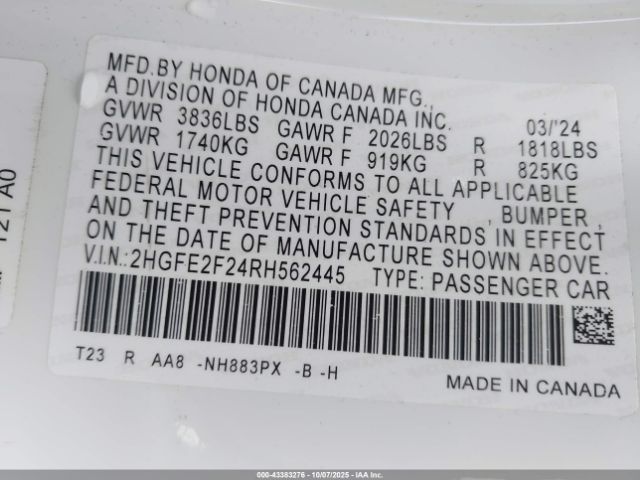 MFD.BY HONDA OF CANADA MFG.,
A DIVISION OF HONDA CANADA INC.
03/'24
GVWR 3836LBS GAWR F 2026LBS R 1818LBS
GVWR 1740KG GAWR F 919KG R 825KG
THIS VEHICLE CONFORMS TO ALL APPLICABLE
FEDERAL MOTOR VEHICLE SAFETY , BUMPER ,
AND THEFT PREVENTION STANDARDS IN EFFECT
ON THE DATE OF MANUFACTURE SHOWN ABOVE.
V.I.N.:2HGFE2F24RH562445 TYPE: PASSENGER CAR
T23 R AA8 -NH883PX -B -H
MADE IN CANADA
121 A0
000-43383276 | 10/07/2025 | IAA Inc.